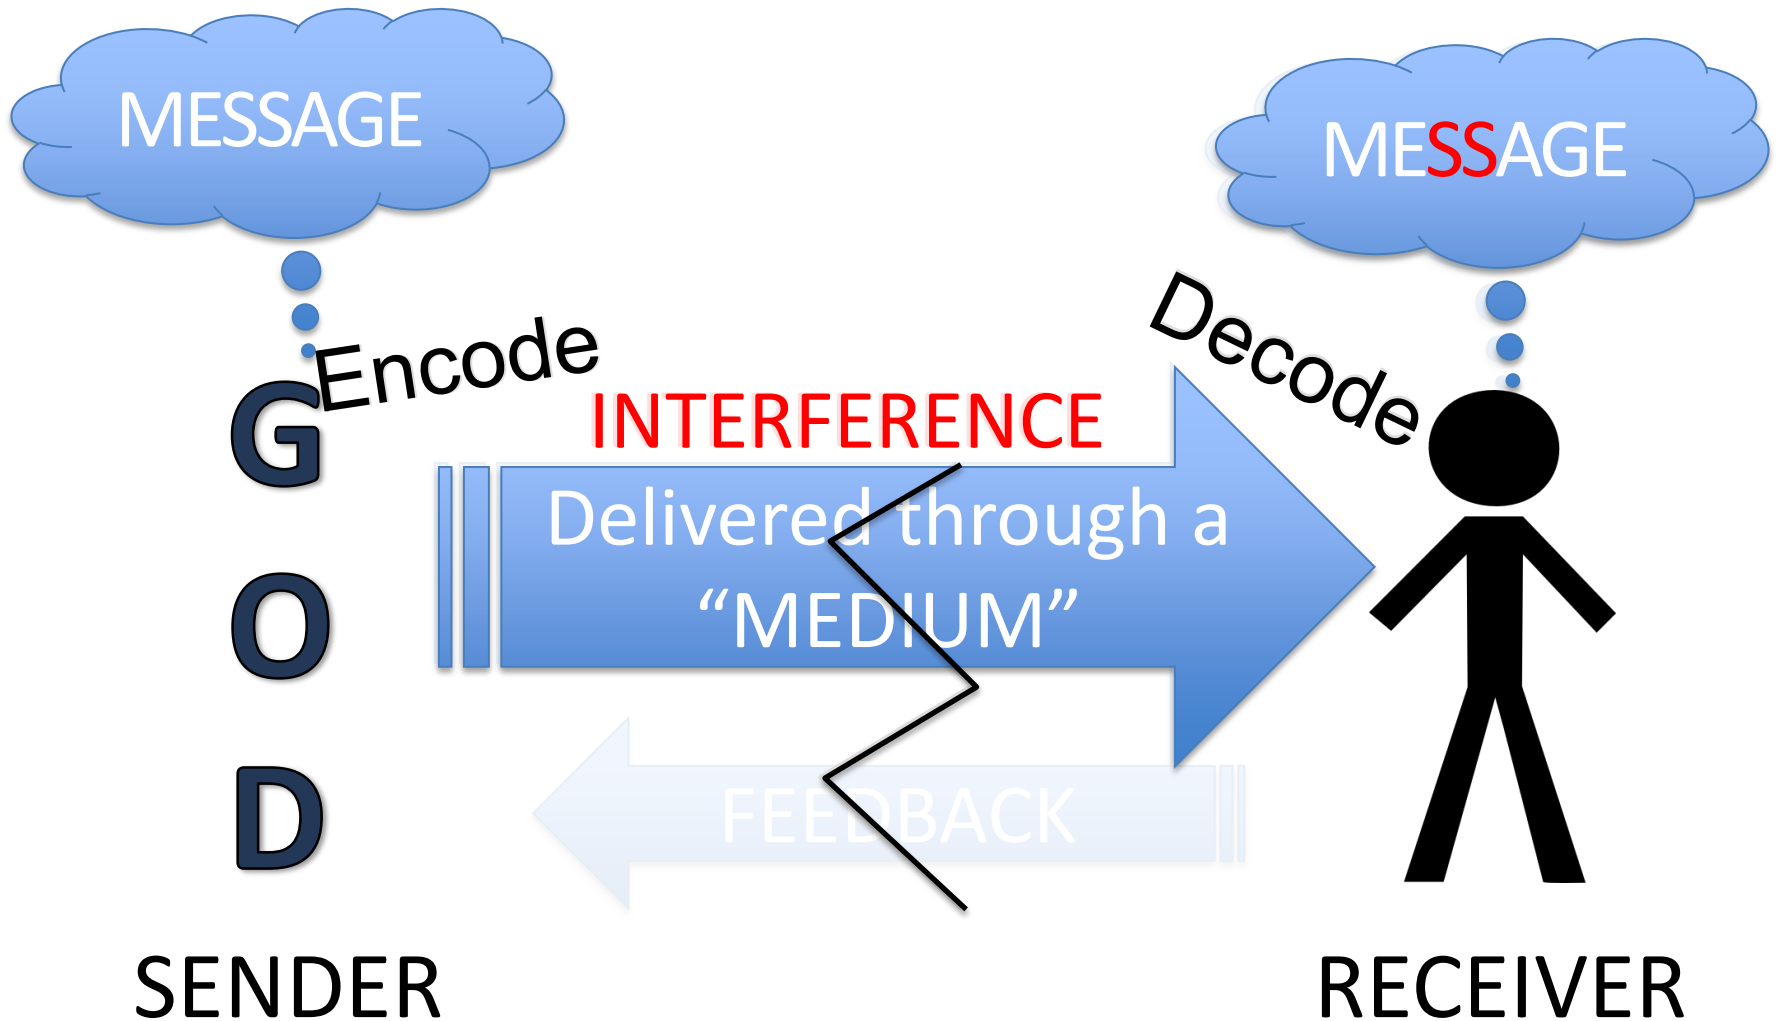 MESSAGE
MESSAGE
Encode
Decode
G
O
D
INTERFERENCE
Delivered through a
“MEDIUM”
FEEDBACK
SENDER
RECEIVER